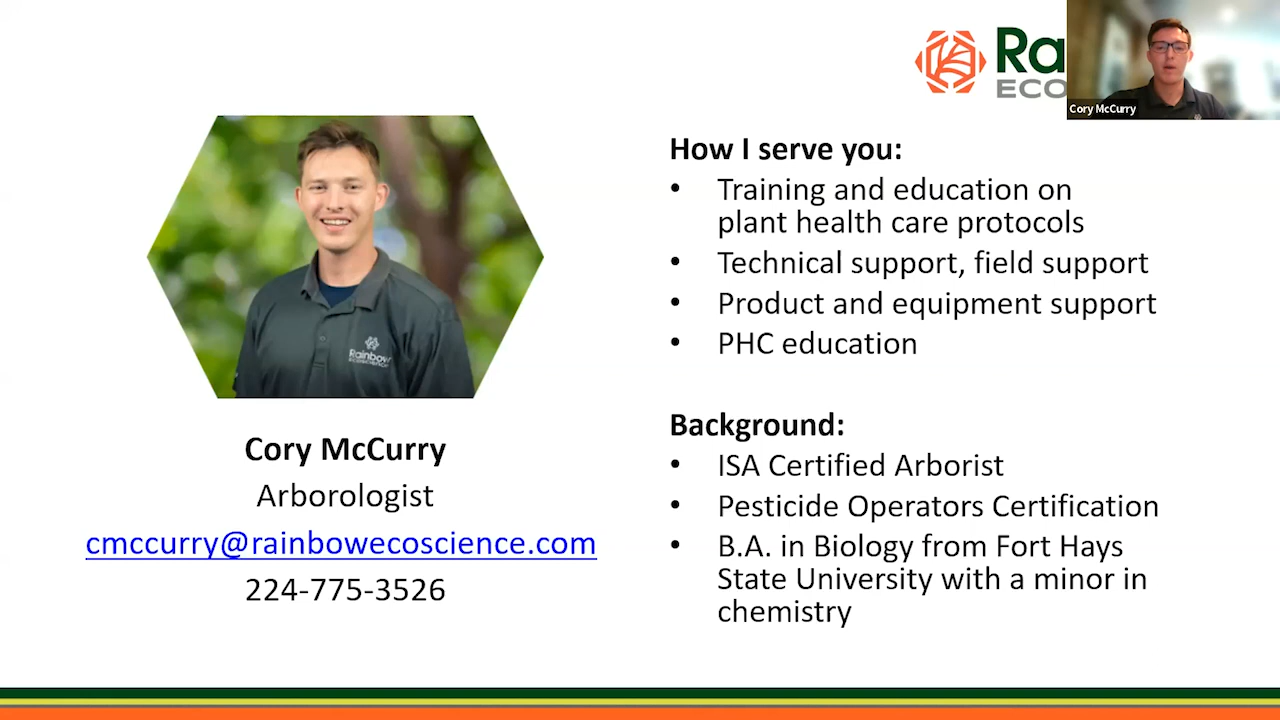 Ra
ECO
Cory McCurry
How I serve you:
• Training and education on
plant health care protocols
• Technical support, field support
• Product and equipment support
• PHC education
Rainbow
ECOSCIENCE
Cory McCurry
Arborologist
cmccurry@rainbowecoscience.com
224-775-3526
Background:
• ISA Certified Arborist
• Pesticide Operators Certification
• B.A. in Biology from Fort Hays
State University with a minor in
chemistry